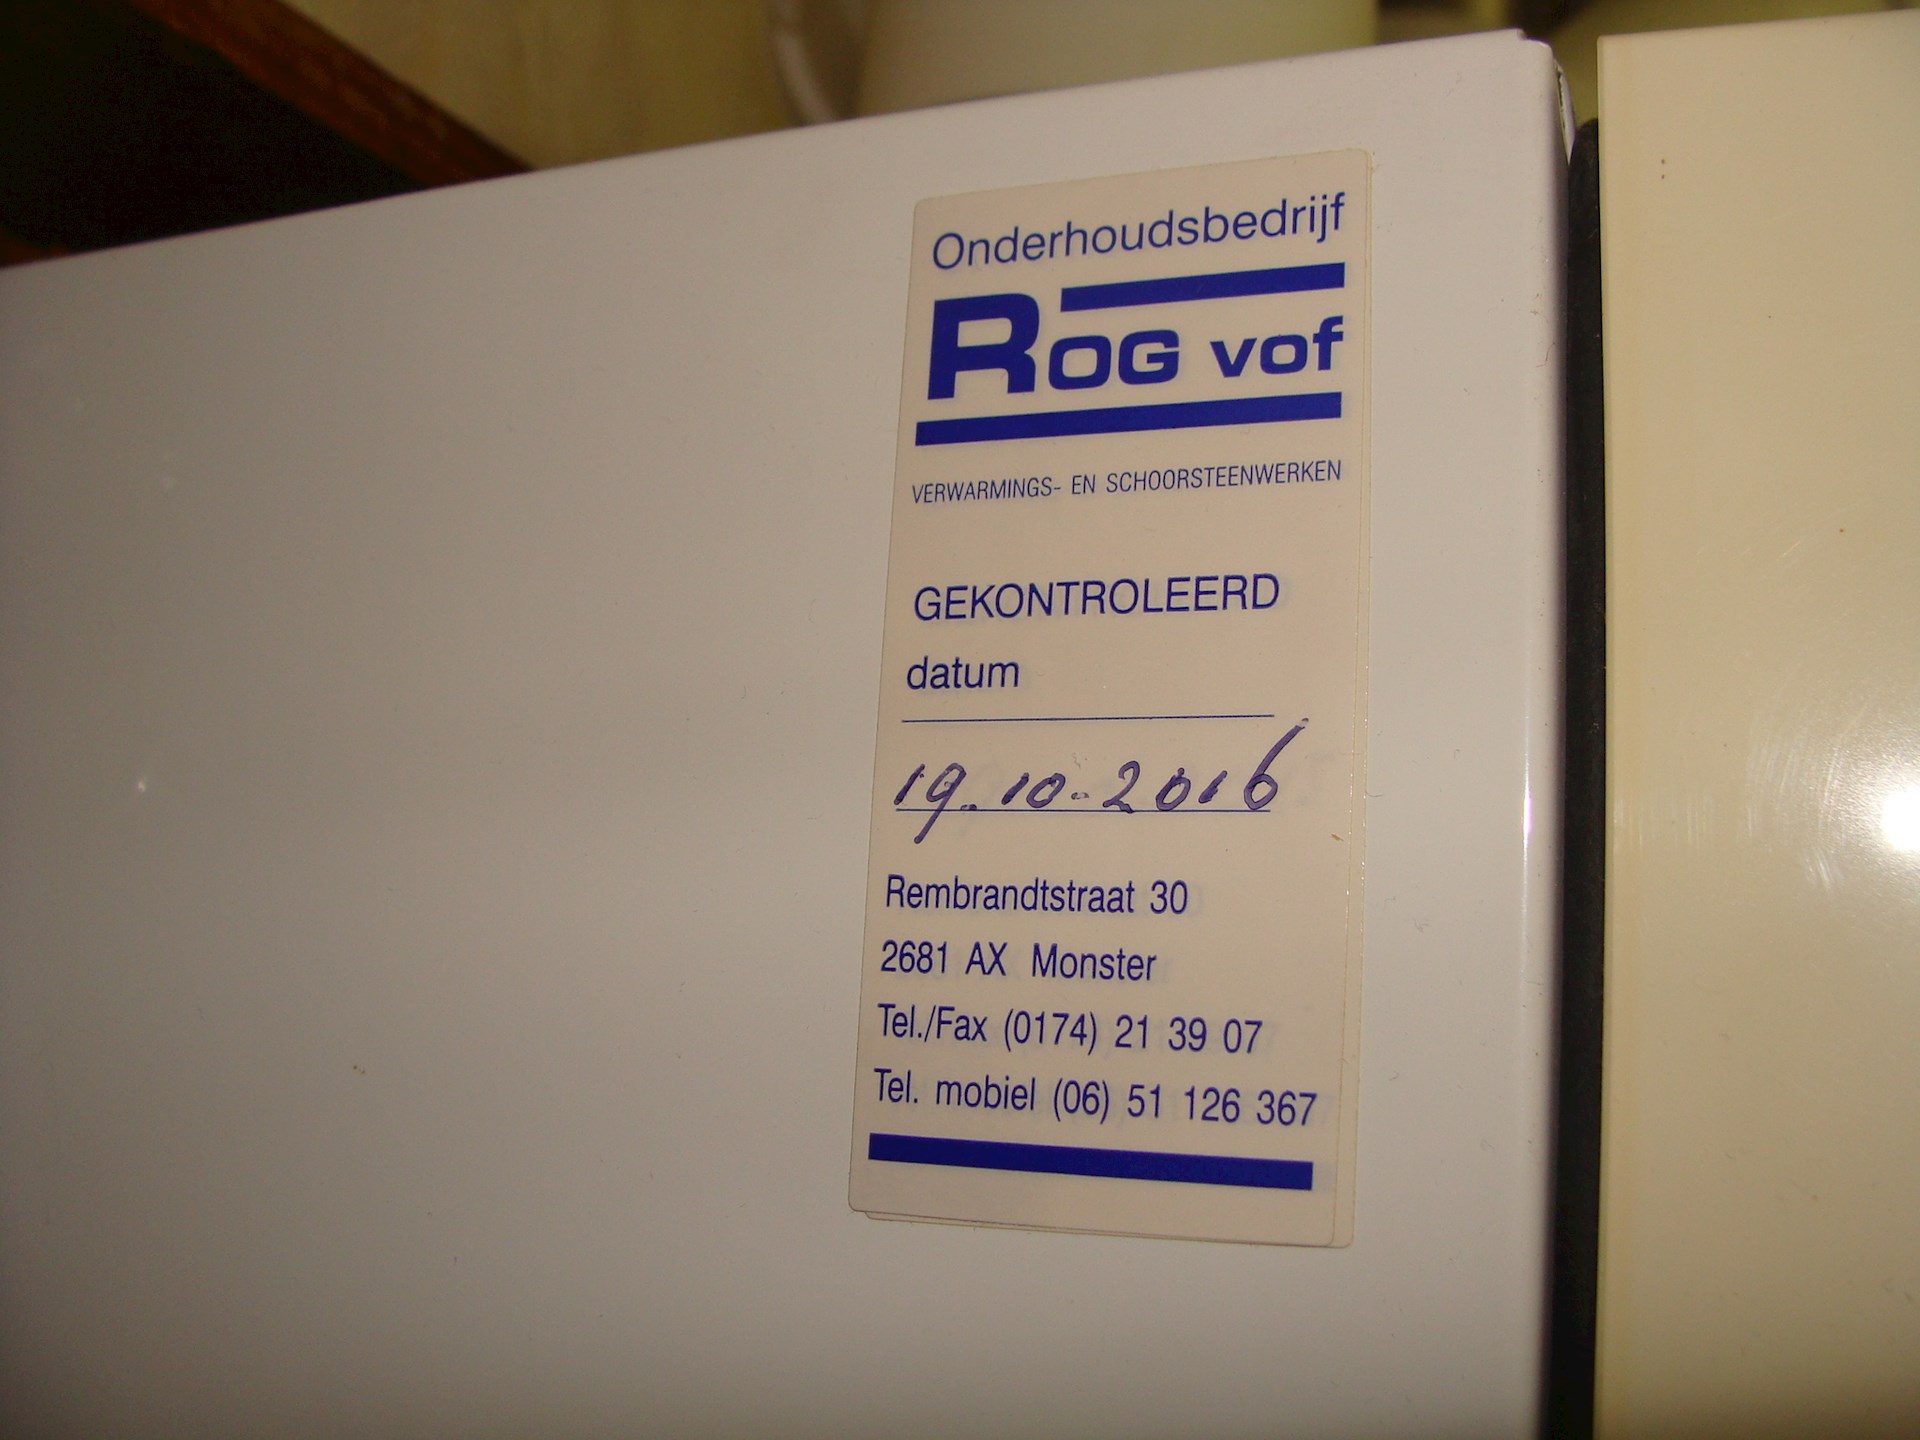 Onderhoudsbedrijf
ROG vof
VERWARMINGS- EN SCHOORSTEENWERKEN
GEKONTROLEERD
datum
19.10-2016
Rembrandtstraat 30
2681 AX Monster
Tel./Fax (0174) 21 39 07
Tel. mobiel (06) 51 126 367